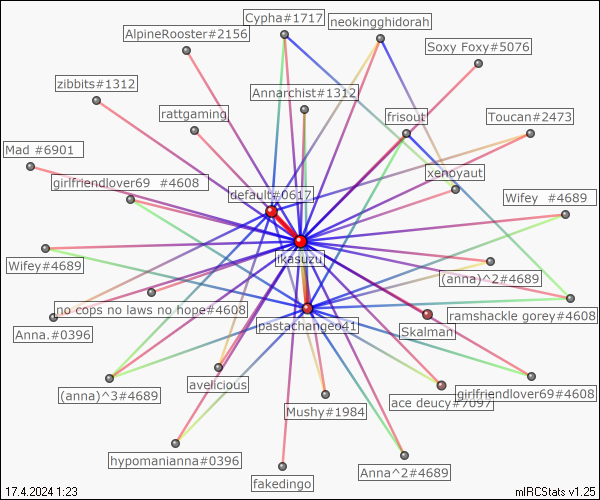 Cypha#1717
neokingghidorah
AlpineRooster#2156
Soxy Foxy#5076
zibbits#1312
Annarchist#1312
rattgaming
frisout
Toucan#2473
Mad #6901
xenoyaut
girlfriendlover69 #4608
default#0617
Wifey #4689
ikasuzu
Wifey#4689
(anna)^2#4689
no cops no laws no hope#4608
ramshackle gorey#4608
pastachangeo41
Anna.#0396
Skalman
(anna)^3#4689
avelicious
girlfriendlover69#4608
ace deucy#7097
Mushy#1984
hypomanianna#0396
Anna^2#4689
fakedingo
17.4.2024 1:23
mIRCStats v1.25